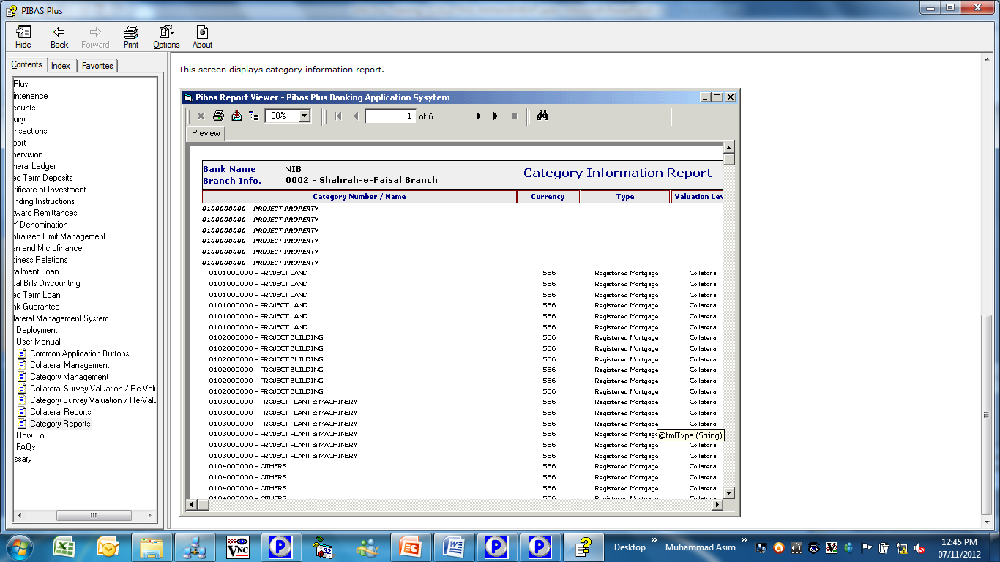 PIBAS Plus
Hide Back Forward Print Options About
Contents Index Favorites
Plus
intenance
counts
uiry
nsactions
port
pervision
neral Ledger
ed Term Deposits
rtificate of Investment
nding Instructions
ward Remittances
Y Denomination
ntralized Limit Management
an and Microfinance
siness Relations
tallment Loan
cal Bills Discounting
ed Term Loan
nk Guarantee
lateral Management System
Deployment
User Manual
Common Application Buttons
Collateral Management
Category Management
Collateral Survey Valuation / Re-Valu
Category Survey Valuation / Re-Valu
Collateral Reports
Category Reports
How To
FAQs
ssary
This screen displays category information report.
Pibas Report Viewer - Pibas Plus Banking Application Sysytem
100% 1 of 6
Preview
Bank Name NIB
Branch Info. 0002 - Shahrah-e-Faisal Branch
Category Information Report
Category Number / Name Currency Type Valuation Lev
0100000000 - PROJECT PROPERTY
0100000000 - PROJECT PROPERTY
0100000000 - PROJECT PROPERTY
0100000000 - PROJECT PROPERTY
0100000000 - PROJECT PROPERTY
0100000000 - PROJECT PROPERTY
0101000000 - PROJECT LAND 586 Registered Mortgage Collateral
0101000000 - PROJECT LAND 586 Registered Mortgage Collateral
0101000000 - PROJECT LAND 586 Registered Mortgage Collateral
0101000000 - PROJECT LAND 586 Registered Mortgage Collateral
0101000000 - PROJECT LAND 586 Registered Mortgage Collateral
0101000000 - PROJECT LAND 586 Registered Mortgage Collateral
0102000000 - PROJECT BUILDING 586 Registered Mortgage Collateral
0102000000 - PROJECT BUILDING 586 Registered Mortgage Collateral
0102000000 - PROJECT BUILDING 586 Registered Mortgage Collateral
0102000000 - PROJECT BUILDING 586 Registered Mortgage Collateral
0102000000 - PROJECT BUILDING 586 Registered Mortgage Collateral
0102000000 - PROJECT BUILDING 586 Registered Mortgage Collateral
0103000000 - PROJECT PLANT & MACHINERY 586 Registered Mortgage Collateral
0103000000 - PROJECT PLANT & MACHINERY 586 Registered Mortgage Collateral
0103000000 - PROJECT PLANT & MACHINERY 586 Registered Mortgage Collateral
0103000000 - PROJECT PLANT & MACHINERY 586 Registered Mortgage Collateral
@fmlType (String)
0103000000 - PROJECT PLANT & MACHINERY 586 Registered Mortgage Collateral
0103000000 - PROJECT PLANT & MACHINERY 586 Registered Mortgage Collateral
0104000000 - OTHERS 586 Registered Mortgage Collateral
0104000000 - OTHERS 586 Registered Mortgage Collateral
0104000000 - OTHERS 586 Registered Mortgage Collateral
0104000000 - OTHERS 586 Registered Mortgage Collateral
VNC
Desktop
Muhammad Asim
12:45 PM
07/11/2012